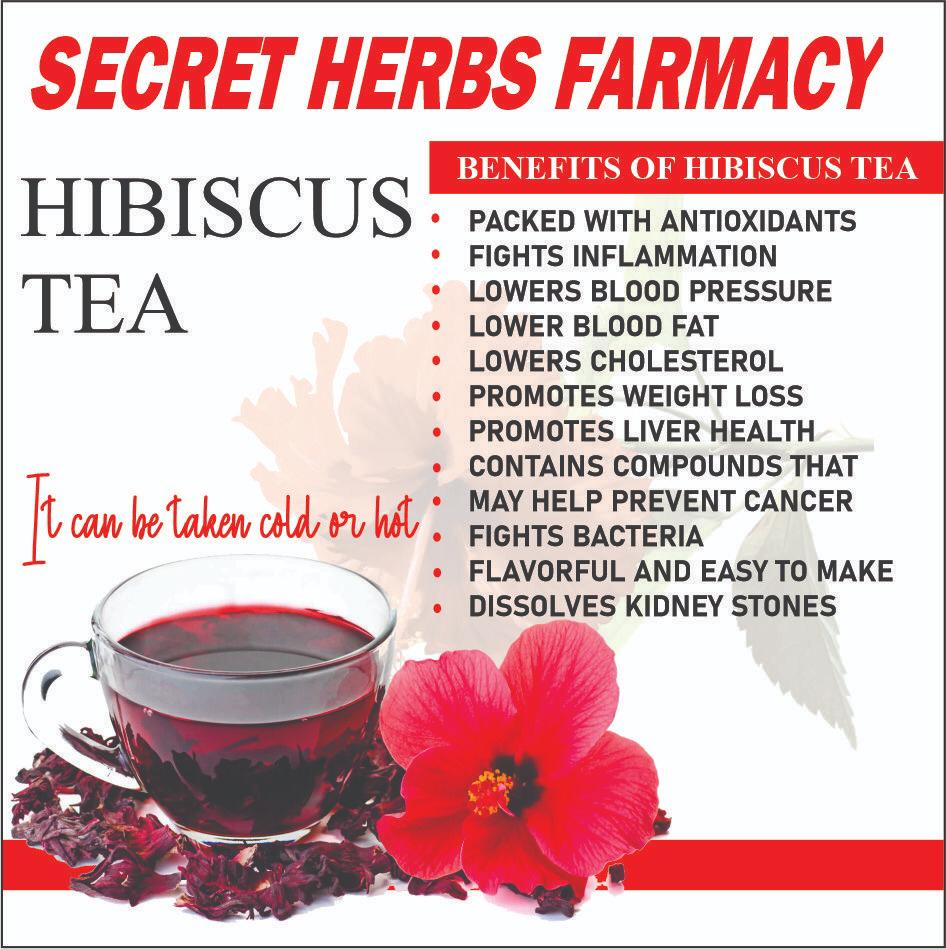 SECRET HERBS FARMACY
HIBISCUS
TEA
It can be taken cold or hot
BENEFITS OF HIBISCUS TEA
• PACKED WITH ANTIOXIDANTS
• FIGHTS INFLAMMATION
• LOWERS BLOOD PRESSURE
• LOWER BLOOD FAT
• LOWERS CHOLESTEROL
• PROMOTES WEIGHT LOSS
• PROMOTES LIVER HEALTH
• CONTAINS COMPOUNDS THAT
• MAY HELP PREVENT CANCER
• FIGHTS BACTERIA
• FLAVORFUL AND EASY TO MAKE
• DISSOLVES KIDNEY STONES